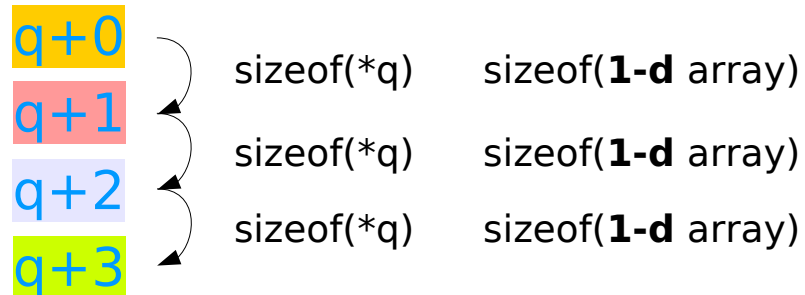 q+0
sizeof(*q) sizeof(1-d array)
q+1
sizeof(*q) sizeof(1-d array)
q+2
sizeof(*q) sizeof(1-d array)
q+3